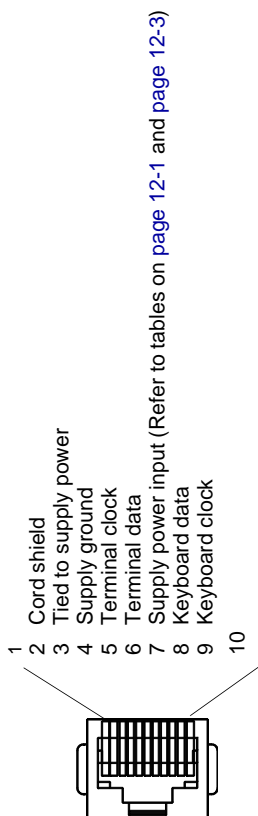 1
2 Cord shield
3 Tied to supply power
4 Supply ground
5 Terminal clock
6 Terminal data
7 Supply power input (Refer to tables on page 12-1 and page 12-3)
8 Keyboard data
9 Keyboard clock
10